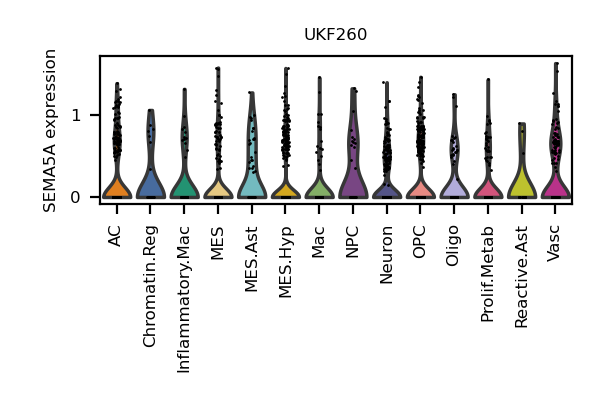 UKF260
SEMA5A expression
1
0
AC
Chromatin.Reg
Inflammatory.Mac
MES
MES.Ast
MES.Hyp
Mac
NPC
Neuron
OPC
Oligo
Prolif.Metab
Reactive.Ast
Vasc